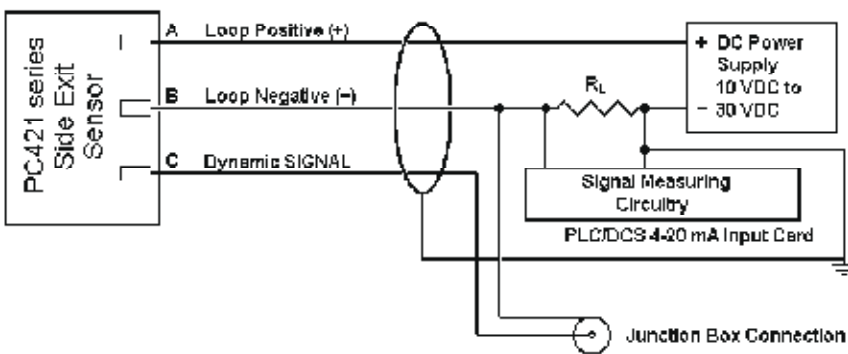 PC421 series
Side Exit
Sensor
A Loop Positive (+)
B Loop Negative (–)
C Dynamic SIGNAL
R_L
+ DC Power
Supply
10 VDC to
– 30 VDC
Signal Measuring
Circuitry
PLC/DCS 4-20 mA Input Card
Junction Box Connection